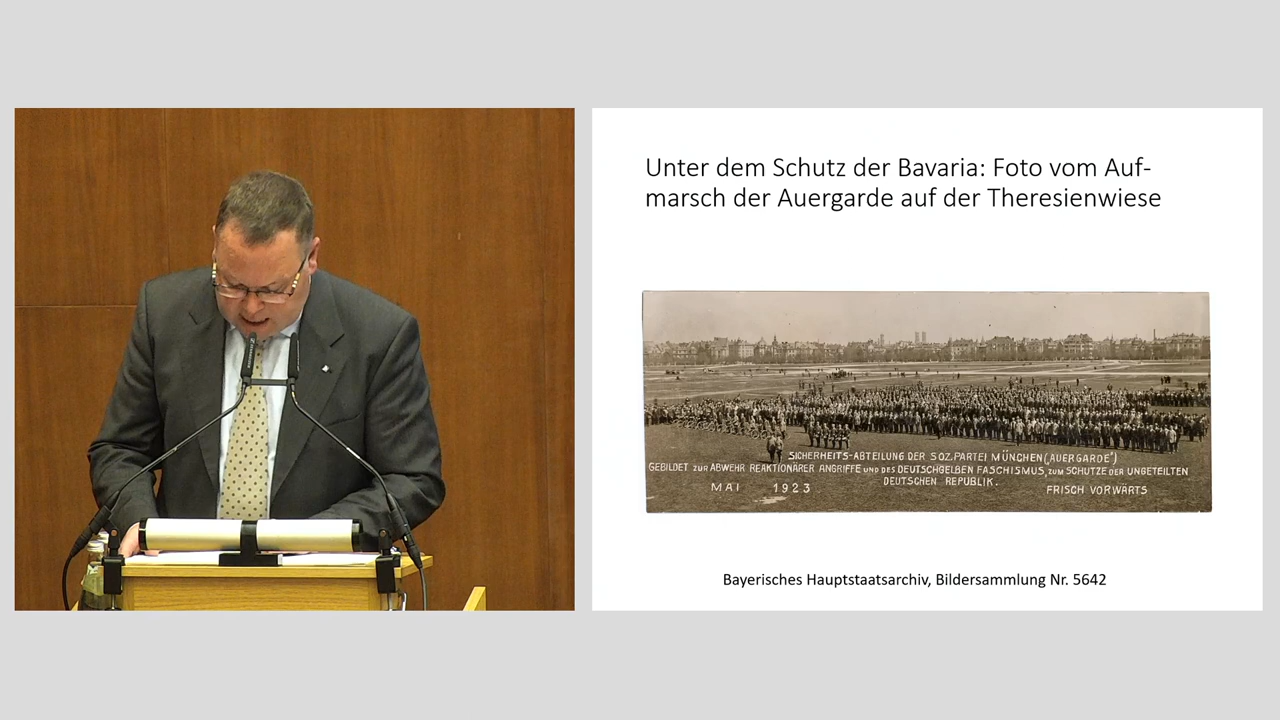 Unter dem Schutz der Bavaria: Foto vom Auf-
marsch der Auergarde auf der Theresienwiese
SICHERHEITS-ABTEILUNG DER SOZ.PARTEI MÜNCHEN („AUERGARDE“)
GEBILDET ZUR ABWEHR REAKTIONÄRER ANGRIFFE UND DES DEUTSCHGELBEN FASCHISMUS, ZUM SCHUTZE DER UNGETEILTEN
DEUTSCHEN REPUBLIK.
MAI 1923
FRISCH VORWÄRTS
Bayerisches Hauptstaatsarchiv, Bildersammlung Nr. 5642